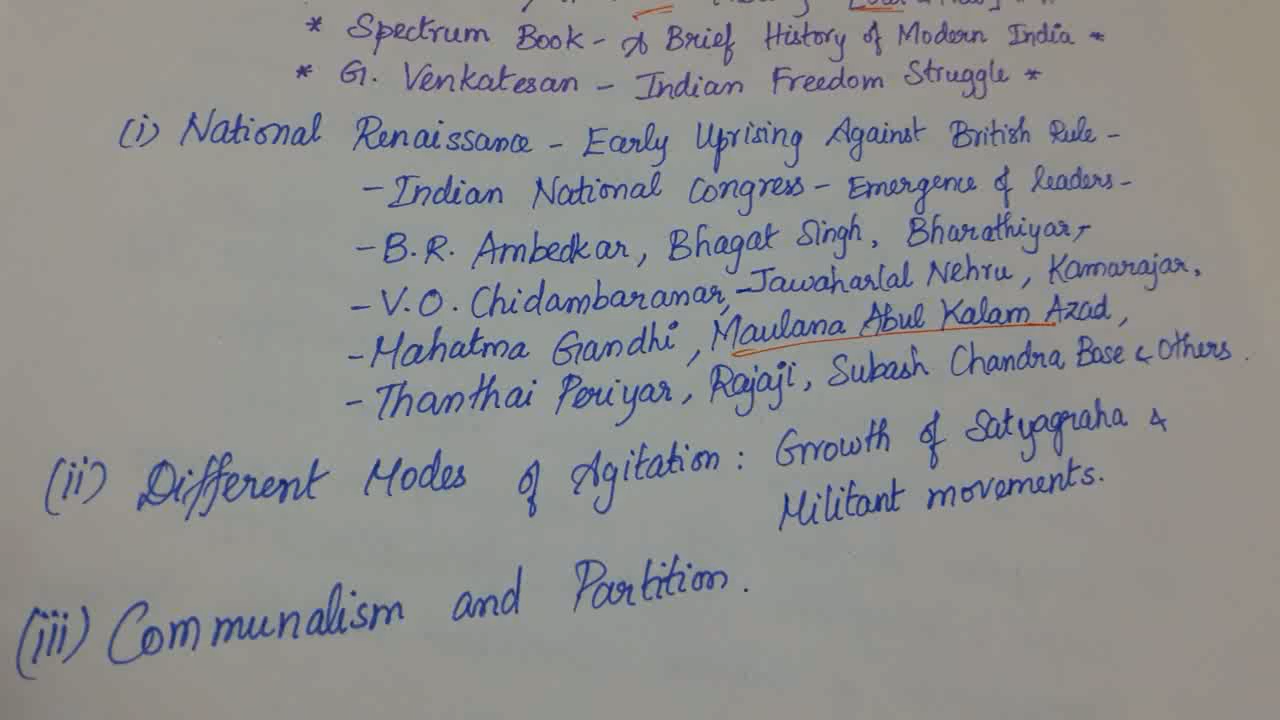 * Spectrum Book - A Brief History of Modern India *
* G. Venkatesan - Indian Freedom Struggle *
(i) National Renaissance - Early Uprising Against British Rule -
- Indian National Congress - Emergence of leaders -
- B.R. Ambedkar, Bhagat Singh, Bharathiyar,
- V.O. Chidambaranar, - Jawaharlal Nehru, Kamarajar,
- Mahatma Gandhi, Maulana Abul Kalam Azad,
- Thanthai Periyar, Rajaji, Subash Chandra Bose & Others.
(ii) Different Modes of Agitation: Growth of Satyagraha &
Militant movements.
(iii) Communalism and Partition.